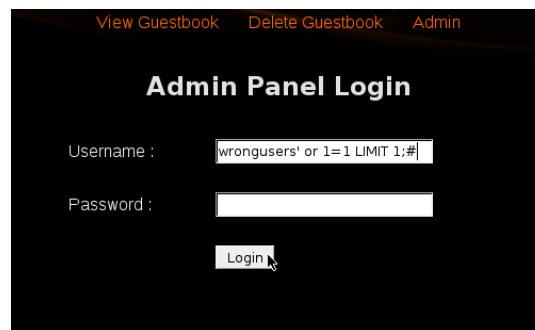 View Guestbook Delete Guestbook Admin
Admin Panel Login
Username : wrongusers' or 1=1 LIMIT 1;#
Password :
Login